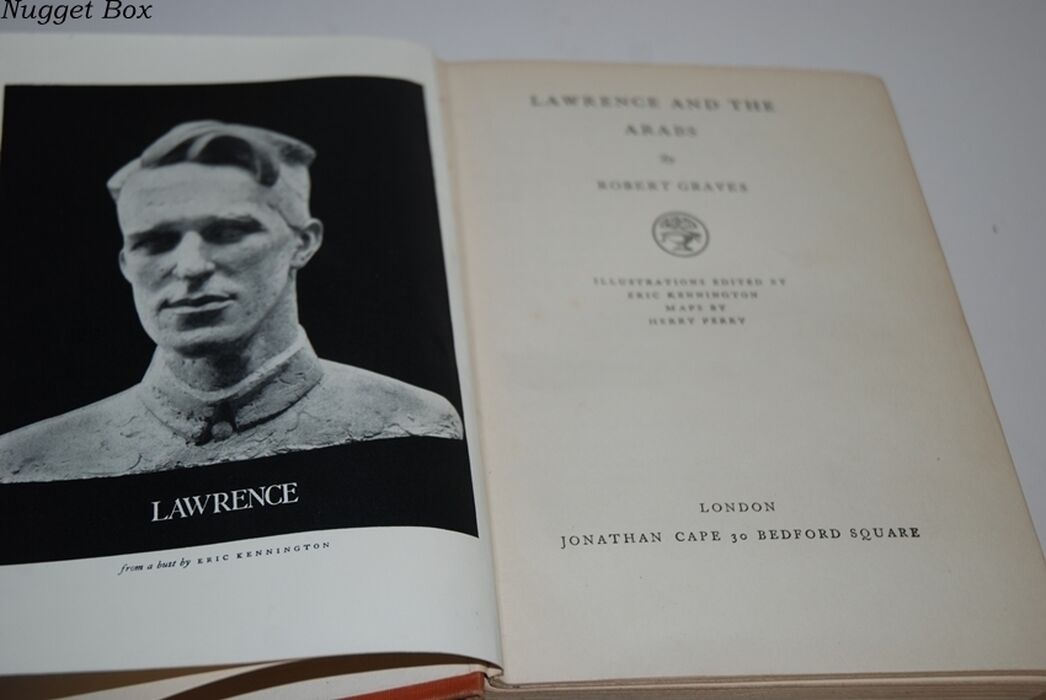 Nugget Box
LAWRENCE
from a bust by ERIC KENNINGTON
LAWRENCE AND THE
ARABS
By
ROBERT GRAVES
ILLUSTRATIONS EDITED BY
ERIC KENNINGTON
MAPS BY
HERRY PERRY
LONDON
JONATHAN CAPE 30 BEDFORD SQUARE